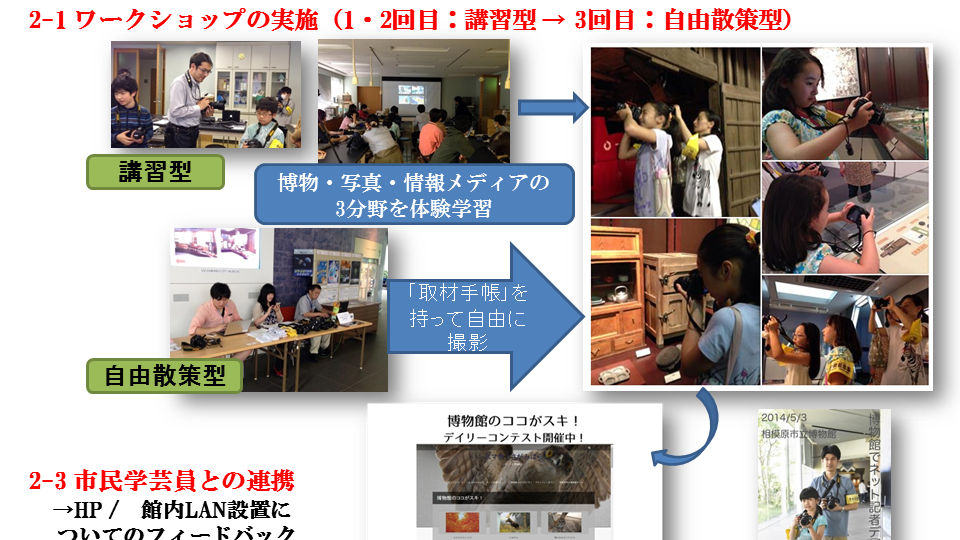 2-1 ワークショップの実施（1・2回目：講習型 → 3回目：自由散策型）
講習型
博物・写真・情報メディアの
3分野を体験学習
「取材手帳」を
持って自由に
撮影
自由散策型
博物館のココがスキ！
デイリーコンテスト開催中！
博物館のココがスキ！
2014/5/3
相模原市立博物館
博物館でネット記者デ
2-3 市民学芸員との連携
→HP / 館内LAN設置に
ついてのフィードバック